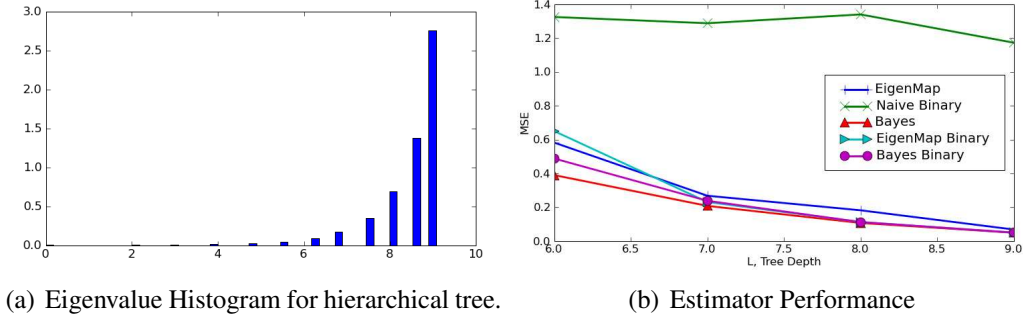 3.0
2.5
2.0
1.5
1.0
0.5
0.0
0 2 4 6 8 10
(a) Eigenvalue Histogram for hierarchical tree.
1.4
1.2
1.0
0.8
0.6
0.4
0.2
0.0
MSE
EigenMap
Naive Binary
Bayes
EigenMap Binary
Bayes Binary
6.0 6.5 7.0 7.5 8.0 8.5 9.0
L, Tree Depth
(b) Estimator Performance